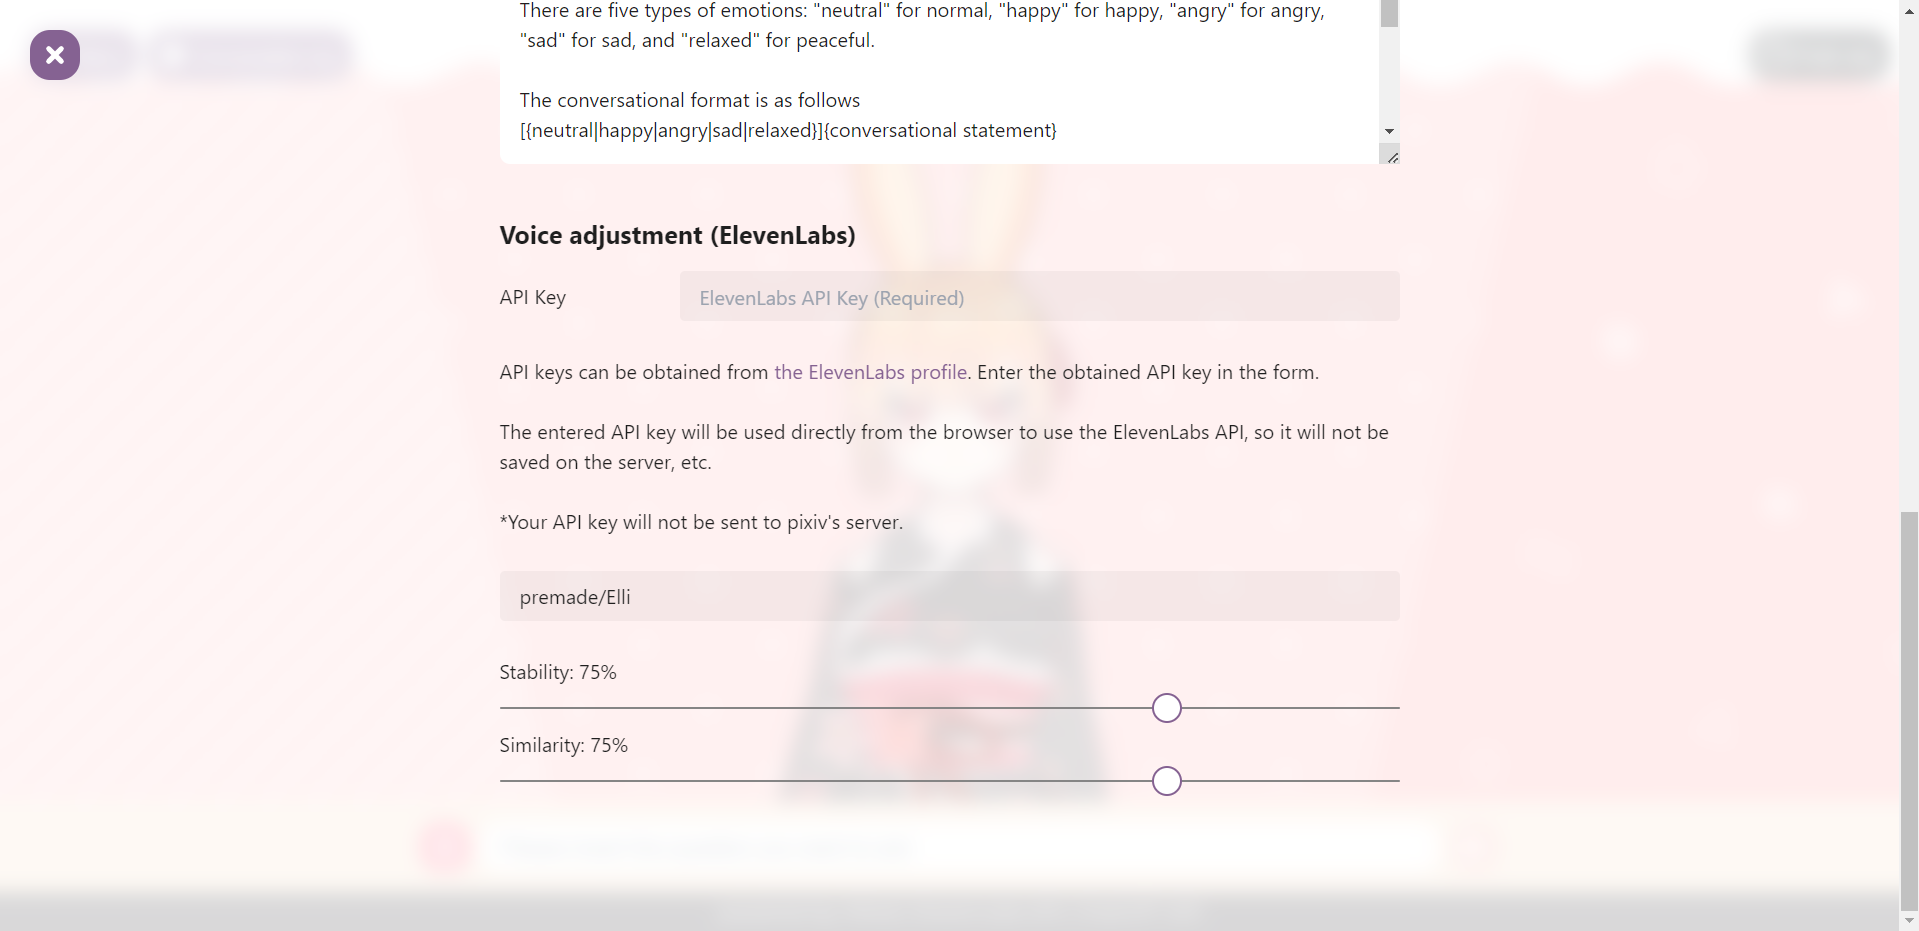 There are five types of emotions: "neutral" for normal, "happy" for happy, "angry" for angry,
"sad" for sad, and "relaxed" for peaceful.
The conversational format is as follows
[{neutral|happy|angry|sad|relaxed}]{conversational statement}
Voice adjustment (ElevenLabs)
API Key
ElevenLabs API Key (Required)
API keys can be obtained from the ElevenLabs profile. Enter the obtained API key in the form.
The entered API key will be used directly from the browser to use the ElevenLabs API, so it will not be
saved on the server, etc.
*Your API key will not be sent to pixiv's server.
premade/Elli
Stability: 75%
Similarity: 75%